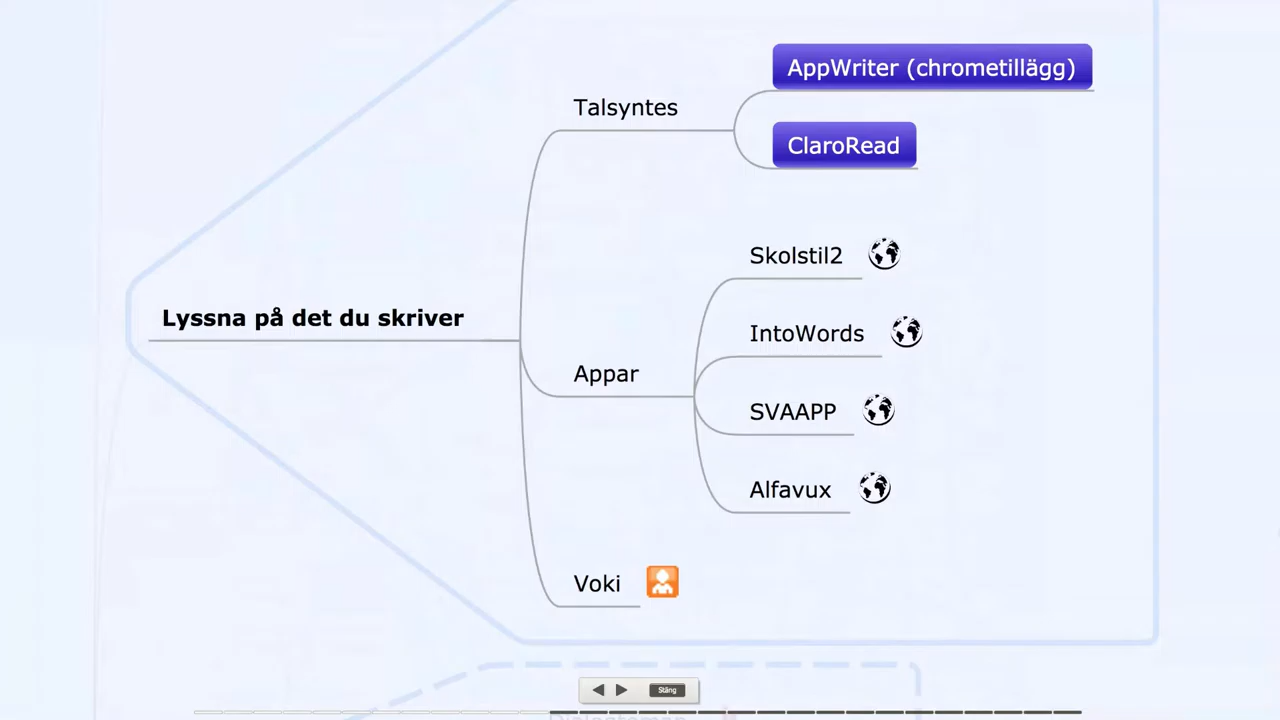 AppWriter (chrometillägg)
Talsyntes
ClaroRead
Skolstil2
Lyssna på det du skriver
IntoWords
Appar
SVAAPP
Alfavux
Voki
Stäng